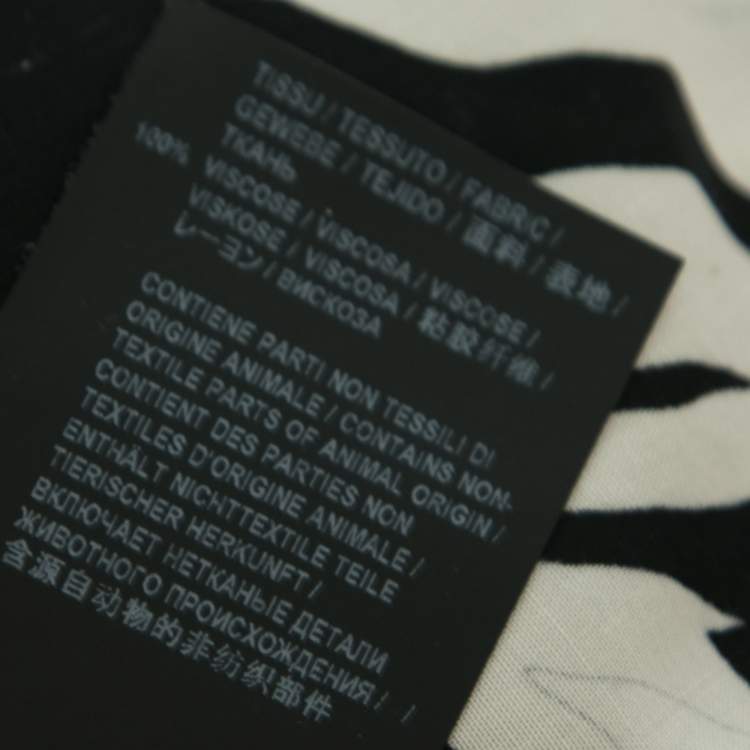 TISSU / TESSUTO / FABRIC /
GEWEBE / TEJIDO / 面料 / 表地 /
ТКАНЬ
100% VISCOSE / VISCOSA / VISCOSE /
VISKOSE / VISCOSA / 粘胶纤维 /
レーヨン / ВИСКОЗА
CONTIENE PARTI NON TESSILI DI
ORIGINE ANIMALE / CONTAINS NON-
TEXTILE PARTS OF ANIMAL ORIGIN /
CONTIENT DES PARTIES NON
TEXTILES D'ORIGINE ANIMALE /
ENTHÄLT NICHTTEXTILE TEILE
TIERISCHER HERKUNFT /
ВКЛЮЧАЕТ НЕТКАНЫЕ ДЕТАЛИ
ЖИВОТНОГО ПРОИСХОЖДЕНИЯ / /
含源自动物的非纺织部件